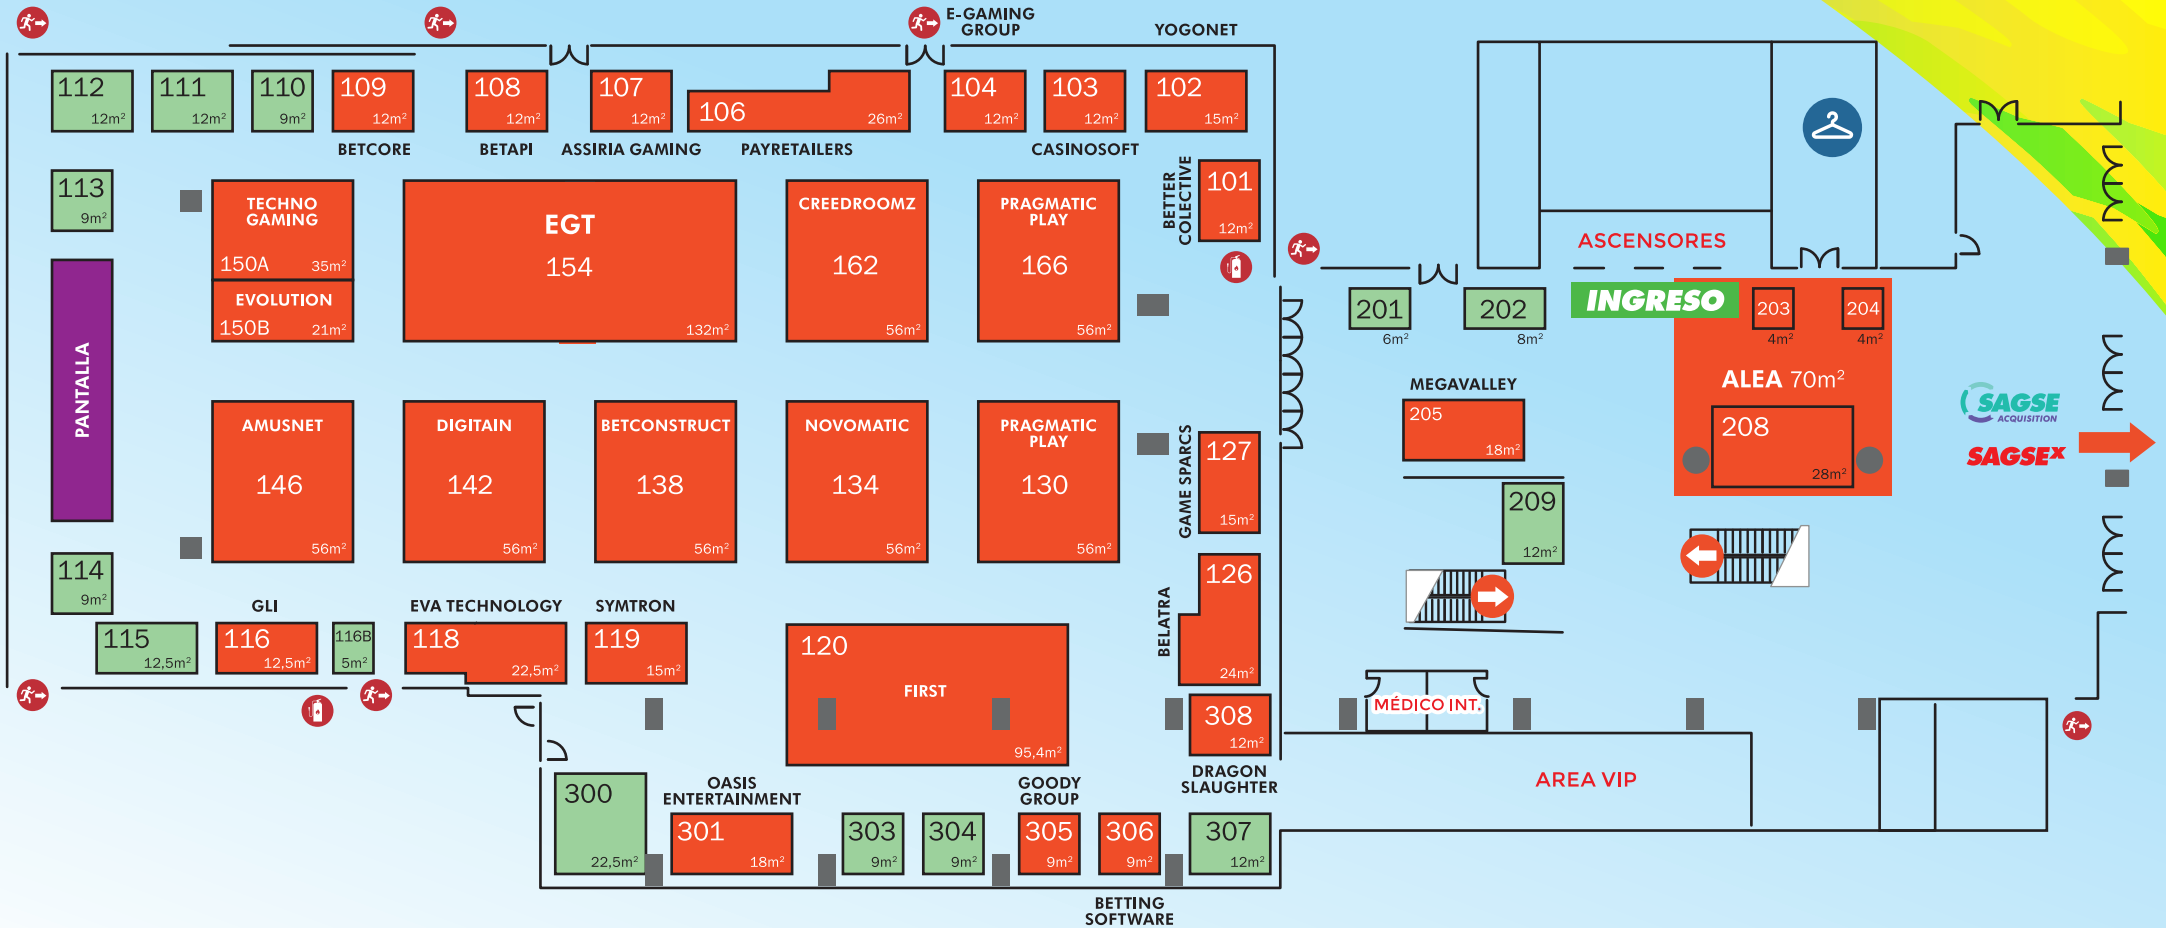 E-GAMING
GROUP
YOGONET
112
12m²
111
12m²
110
9m²
109
12m²
BETCORE
108
12m²
BETAPI
107
12m²
ASSIRIA GAMING
106
26m²
PAYRETAILERS
104
12m²
103
12m²
CASINOSOFT
102
15m²
113
9m²
TECHNO
GAMING
150A 35m²
EVOLUTION
150B 21m²
EGT
154
132m²
CREEDROOMZ
162
56m²
PRAGMATIC
PLAY
166
56m²
BETTER
COLECTIVE
101
12m²
PANTALLA
AMUSNET
146
56m²
DIGITAIN
142
56m²
BETCONSTRUCT
138
56m²
NOVOMATIC
134
56m²
PRAGMATIC
PLAY
130
56m²
GAME SPARCS
127
15m²
114
9m²
115
12,5m²
GLI
116
12,5m²
116B
5m²
EVA TECHNOLOGY
118
22,5m²
SYMTRON
119
15m²
120
FIRST
95,4m²
BELATRA
126
24m²
308
12m²
DRAGON
SLAUGHTER
300
22,5m²
OASIS
ENTERTAINMENT
301
18m²
303
9m²
304
9m²
GOODY
GROUP
305
9m²
306
9m²
BETTING
SOFTWARE
307
12m²
ASCENSORES
INGRESO
201
6m²
202
8m²
203
4m²
204
4m²
ALEA 70m²
208
28m²
MEGAVALLEY
205
18m²
209
12m²
SAGSE
ACQUISITION
SAGSEX
MÉDICO INT.
AREA VIP